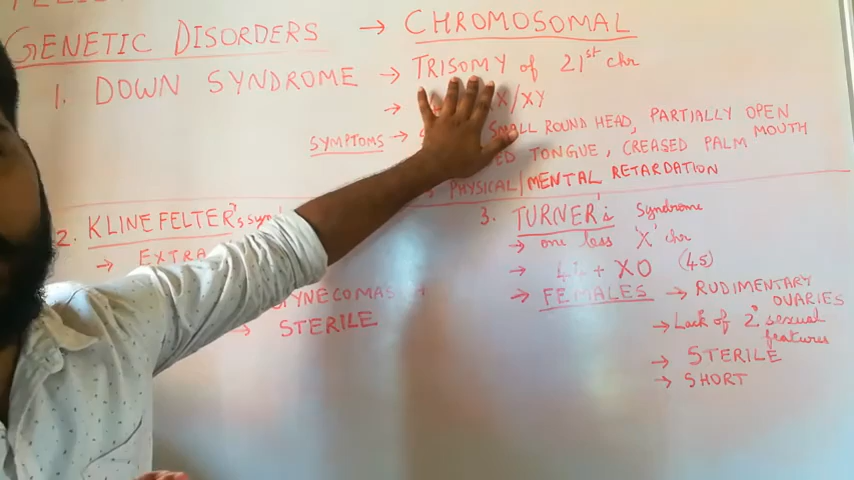 GENETIC DISORDERS → CHROMOSOMAL
1. DOWN SYNDROME → TRISOMY of 21st chr
→ X/XY
SYMPTOMS → SMALL ROUND HEAD, PARTIALLY OPEN MOUTH
TONGUE, CREASED PALM
PHYSICAL/MENTAL RETARDATION
2. KLINEFELTER's
→ EXTRA
→ STERILE
3. TURNER's Syndrome
→ one less 'X' chr
→ 44 + XO (45)
→ FEMALES → RUDIMENTARY OVARIES
→ Lack of 2° sexual features
→ STERILE
→ SHORT